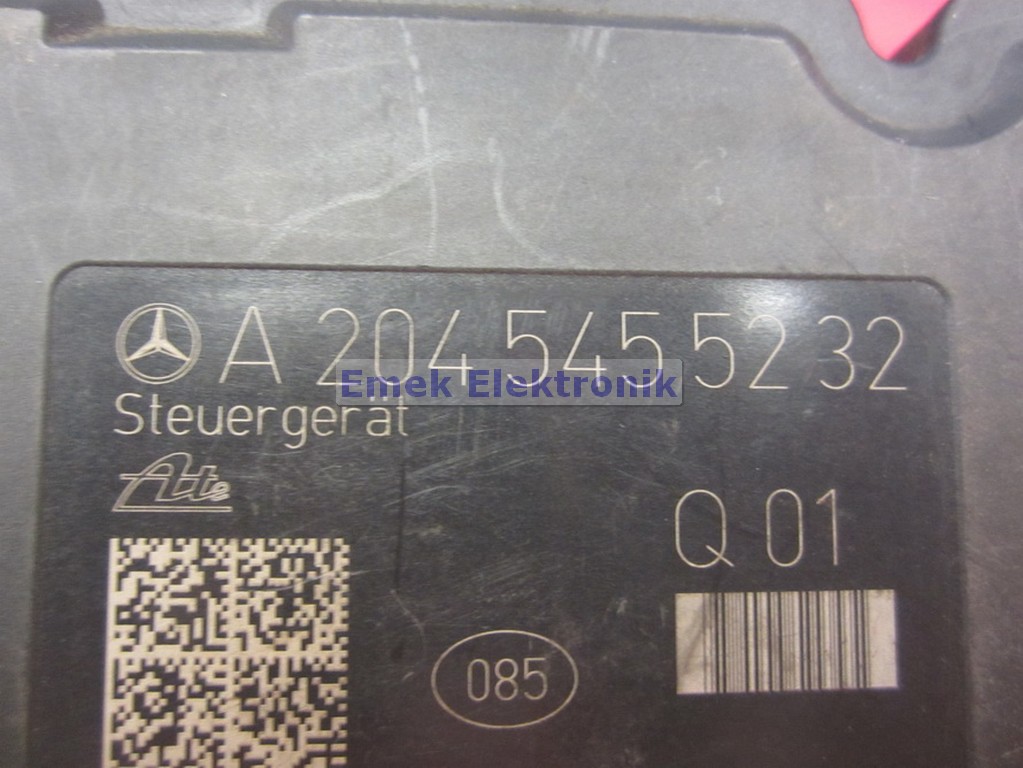 A 204 545 52 32
Emek Elektronik
Steuergerät
Ate
Q 01
085